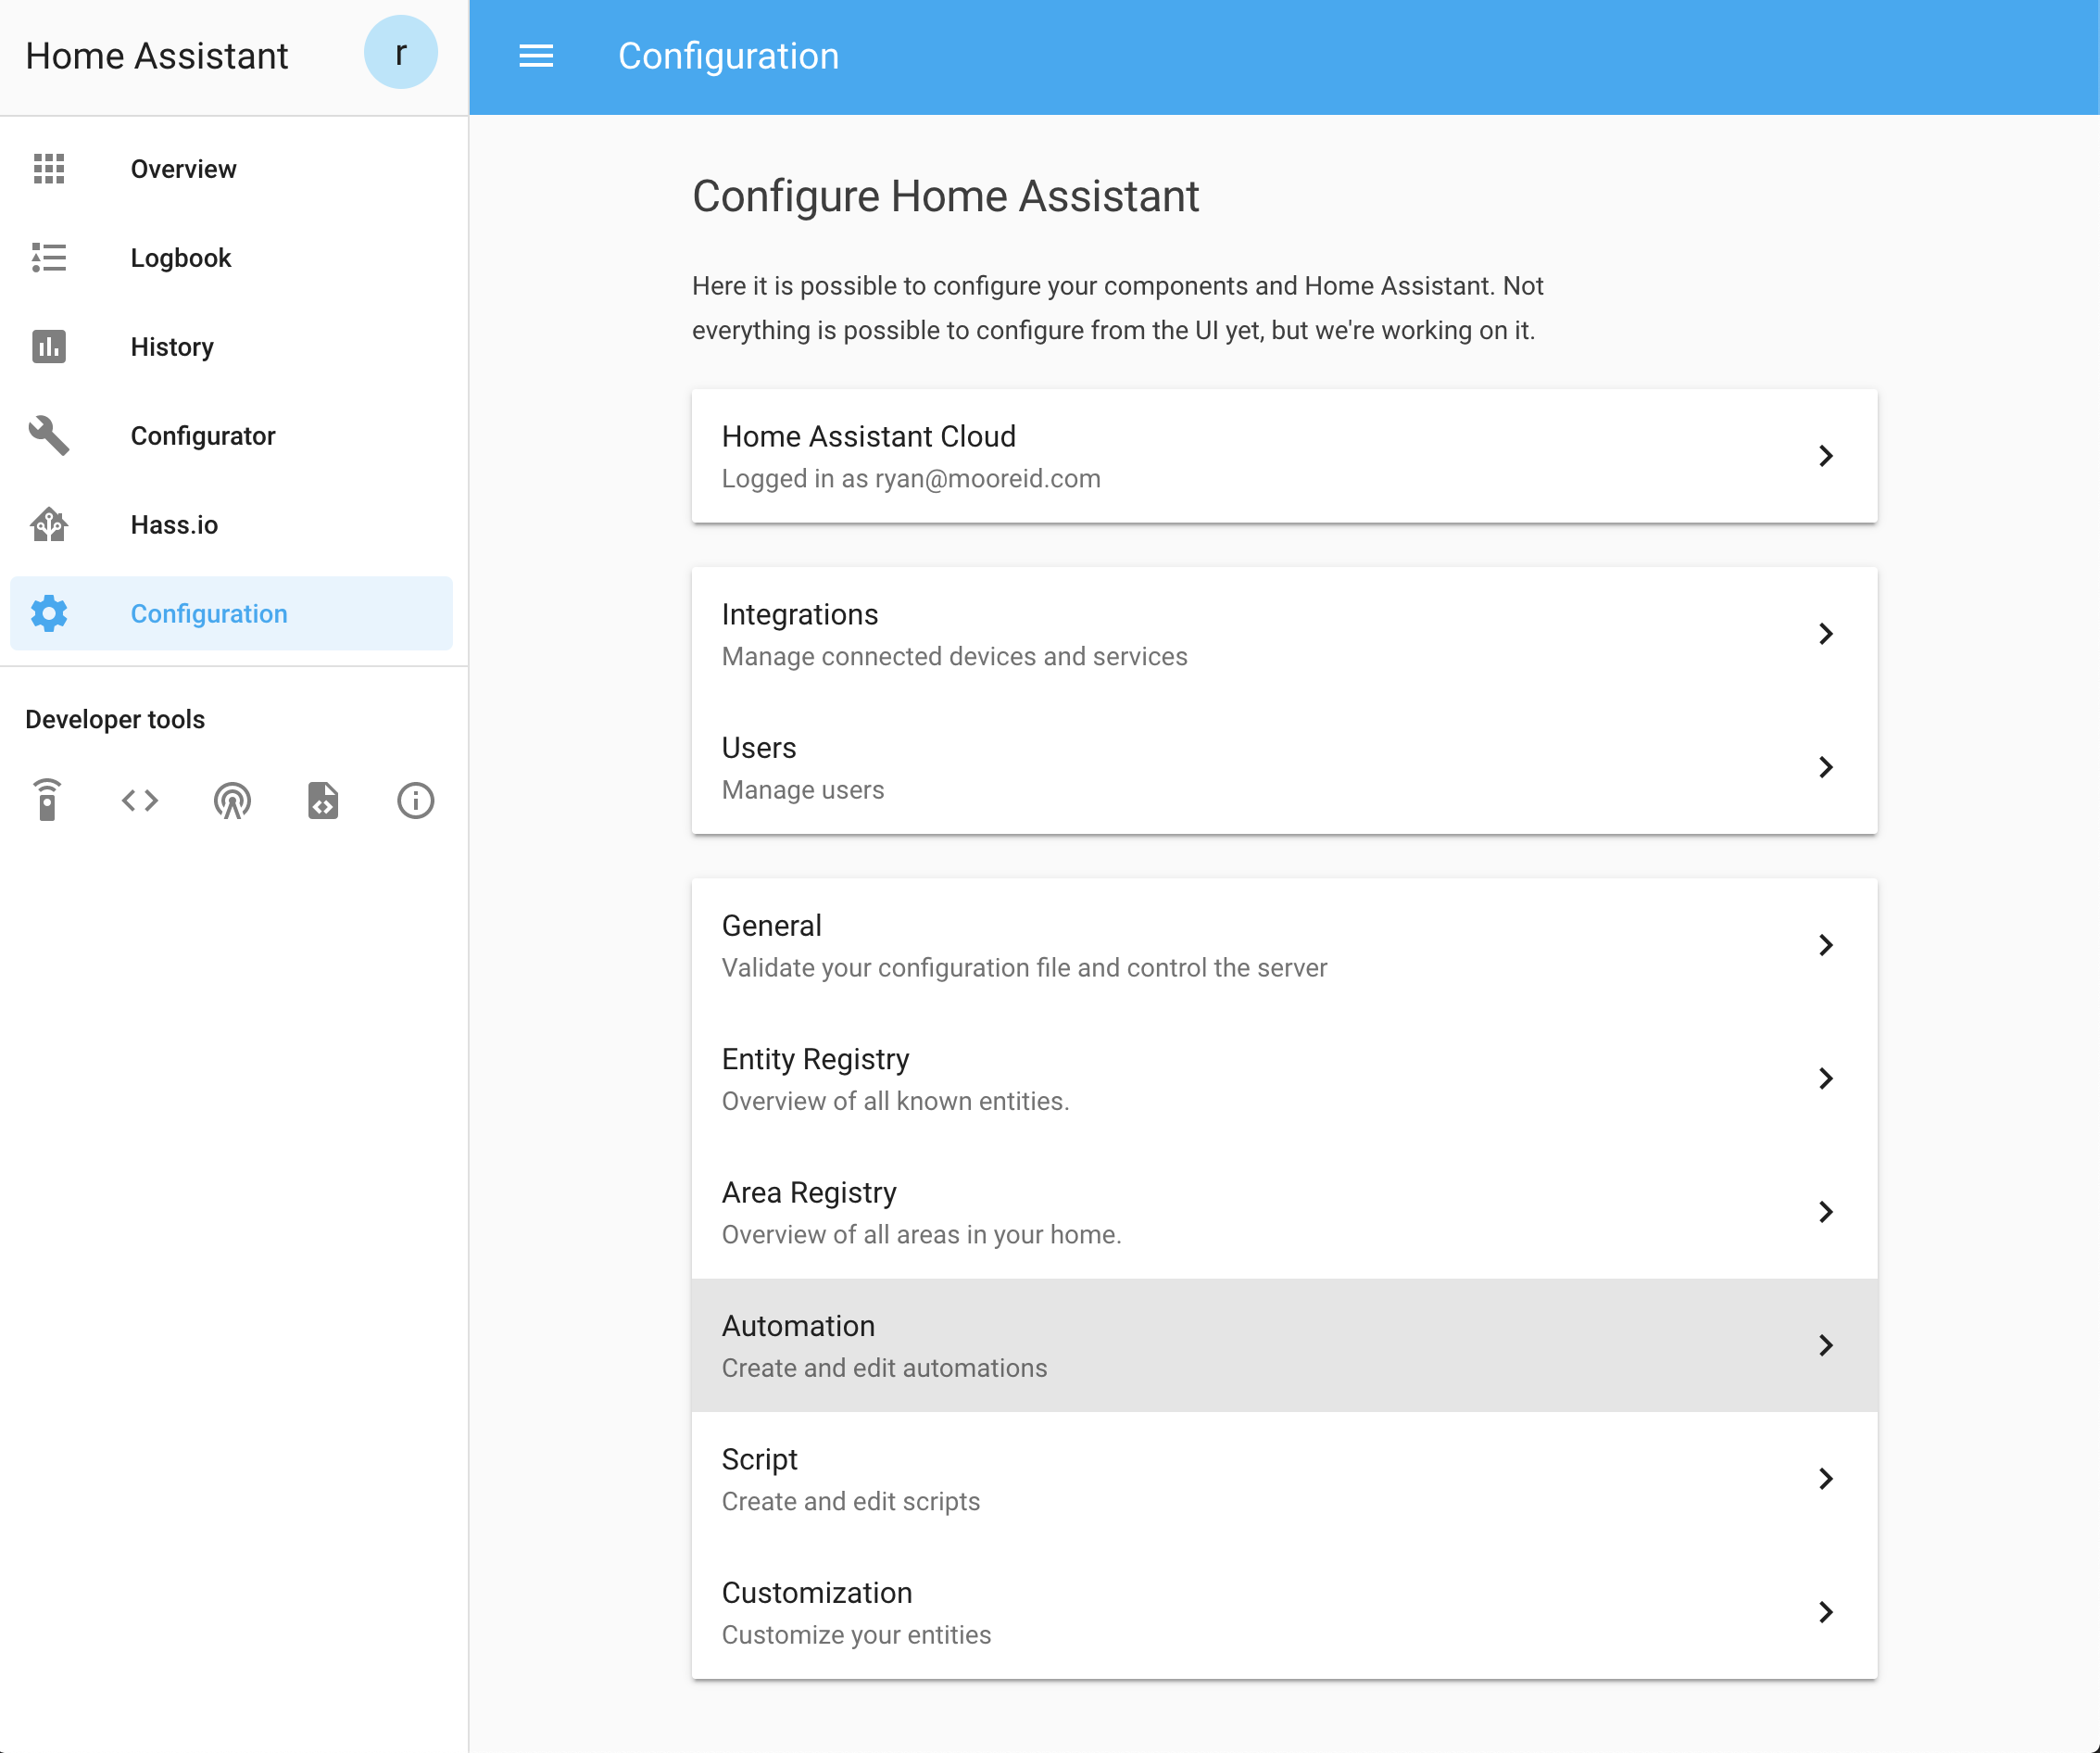 Home Assistant
r
Overview
Logbook
History
Configurator
Hass.io
Configuration
Developer tools
Configuration
Configure Home Assistant
Here it is possible to configure your components and Home Assistant. Not
everything is possible to configure from the UI yet, but we're working on it.
Home Assistant Cloud
Logged in as ryan@mooreid.com
Integrations
Manage connected devices and services
Users
Manage users
General
Validate your configuration file and control the server
Entity Registry
Overview of all known entities.
Area Registry
Overview of all areas in your home.
Automation
Create and edit automations
Script
Create and edit scripts
Customization
Customize your entities